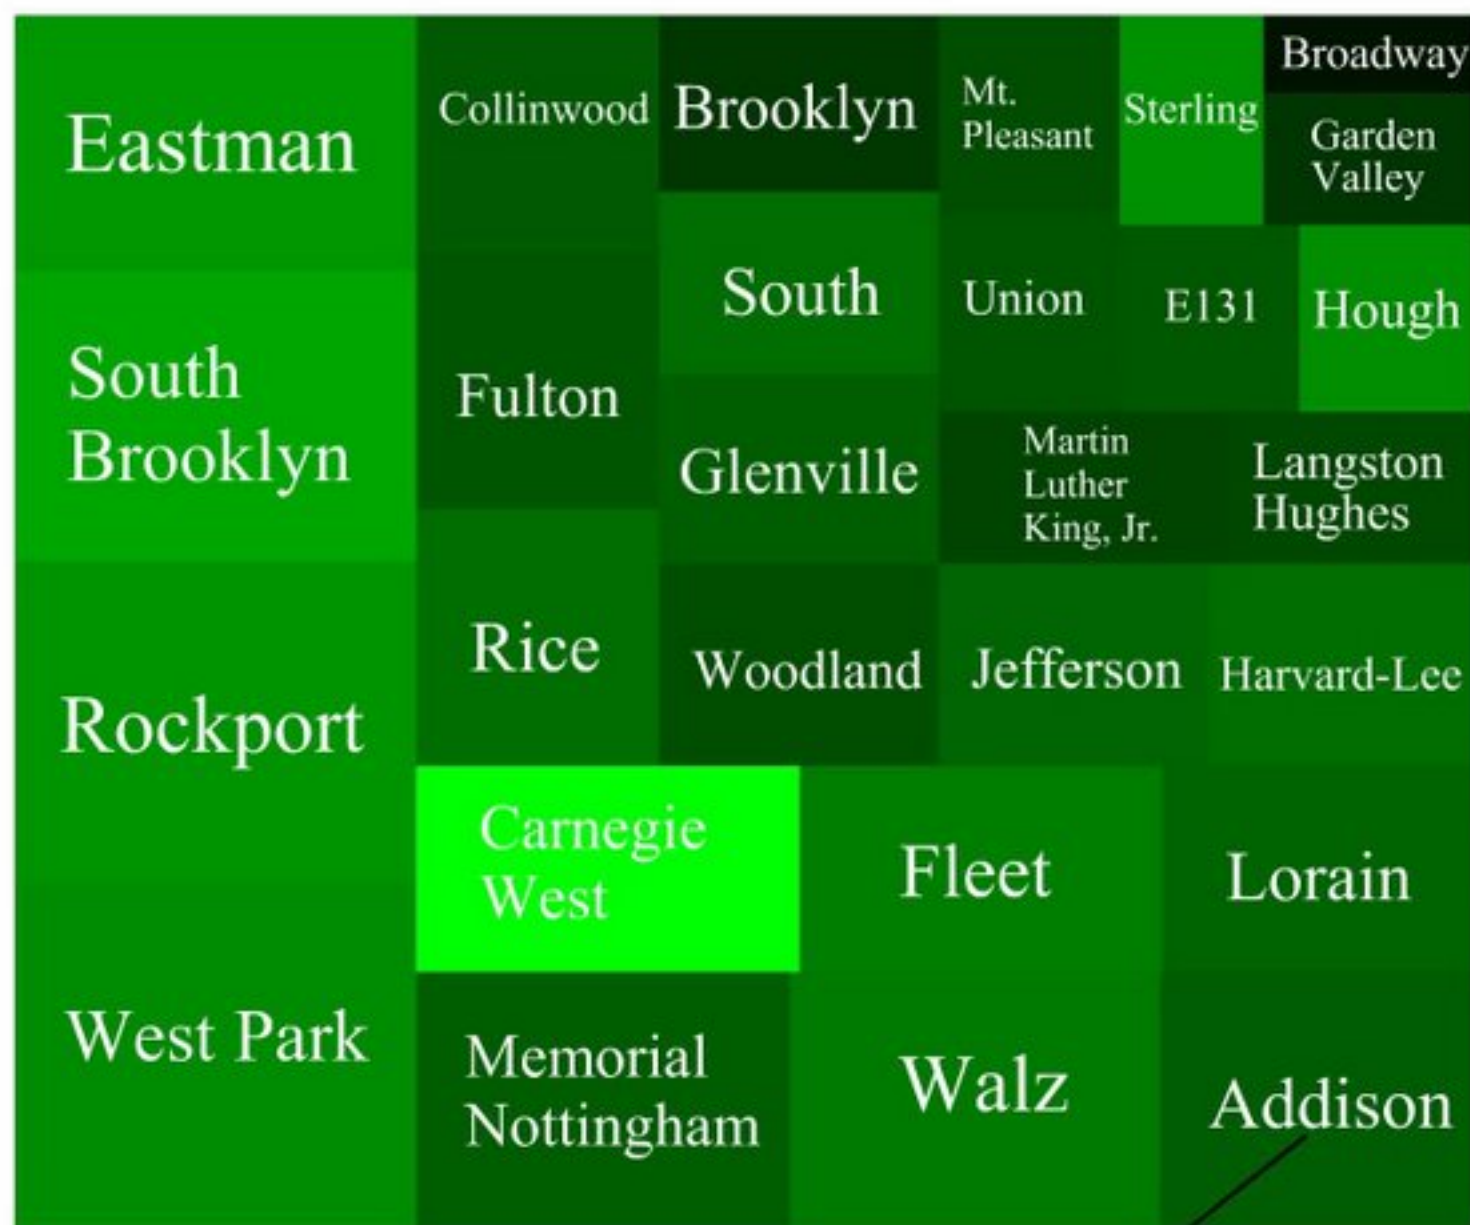 Eastman
South
Brooklyn
Rockport
West Park
Collinwood
Fulton
Rice
Brooklyn
South
Glenville
Woodland
Mt.
Pleasant
Sterling
Broadway
Garden
Valley
Union
E131
Hough
Martin
Luther
King, Jr.
Langston
Hughes
Jefferson
Harvard-Lee
Carnegie
West
Fleet
Lorain
Memorial
Nottingham
Walz
Addison